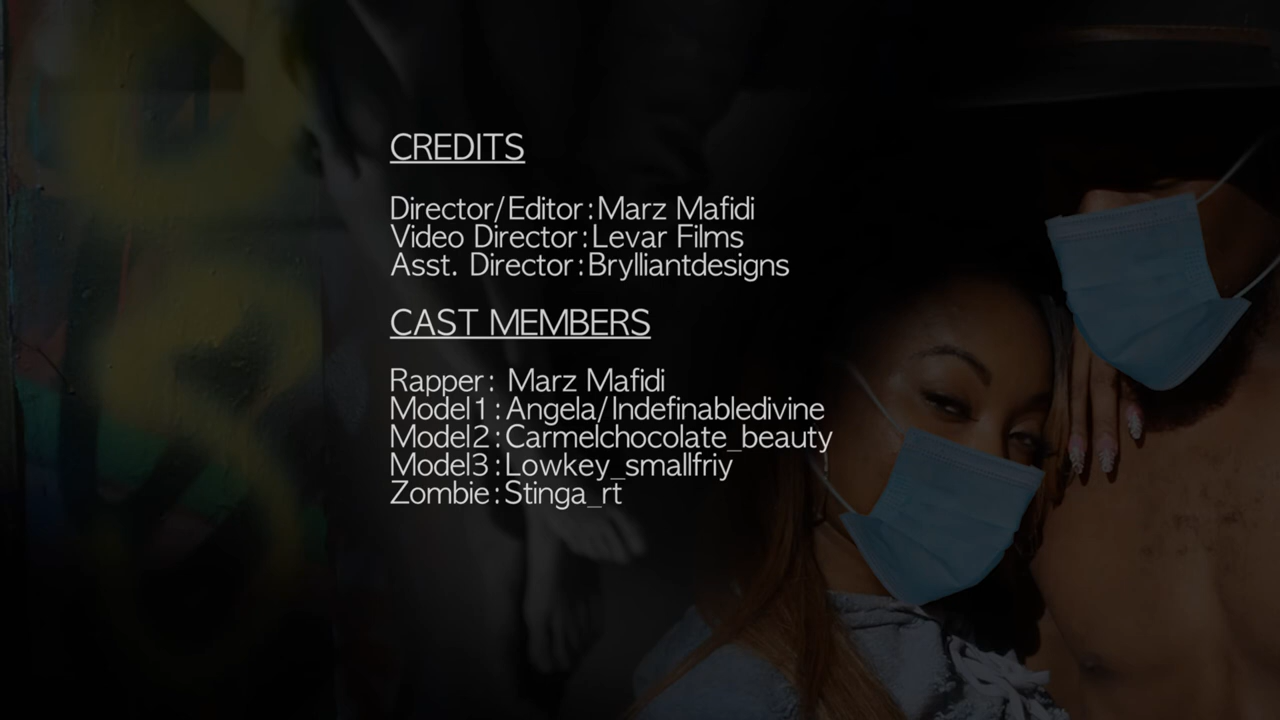 CREDITS
Director/Editor:Marz Mafidi
Video Director:Levar Films
Asst. Director:Brylliantdesigns
CAST MEMBERS
Rapper: Marz Mafidi
Model1:Angela/Indefinabledivine
Model2:Carmelchocolate_beauty
Model3:Lowkey_smallfriy
Zombie:Stinga_rt